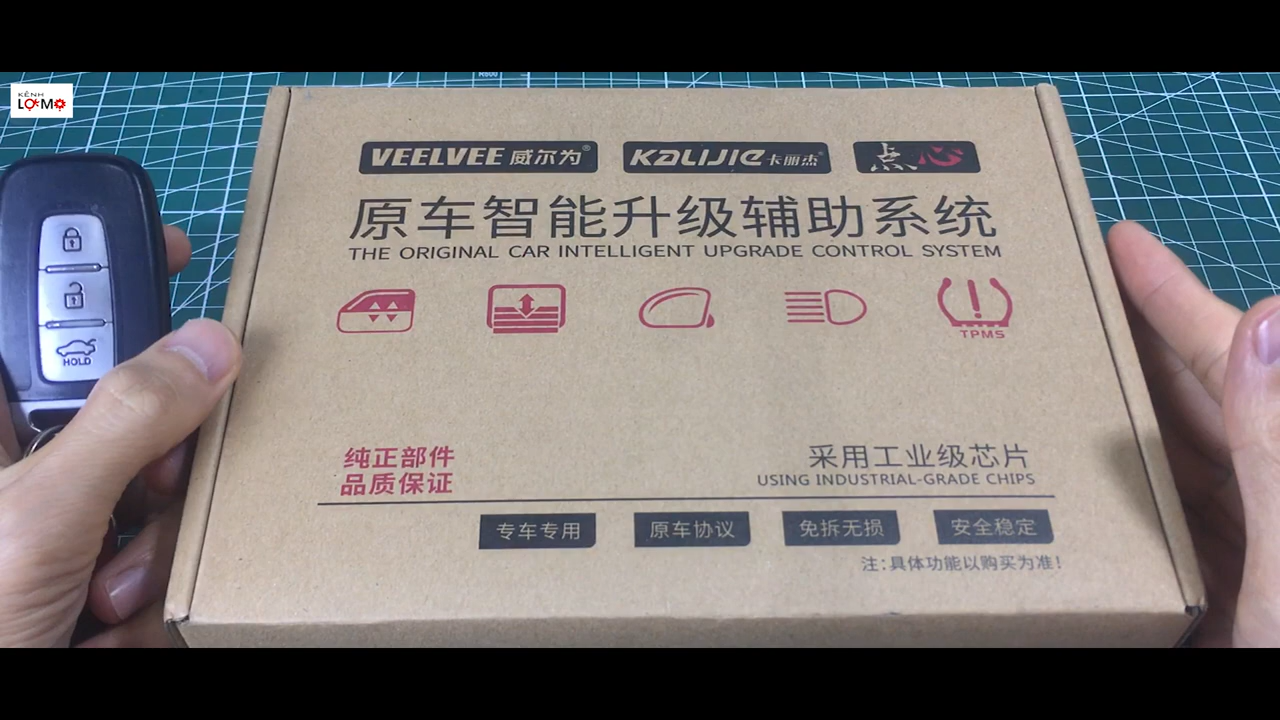 R800
KÊNH
LOMO
VEELVEE 威尔为®
KALIJIE 卡丽杰®
点芯
原车智能升级辅助系统
THE ORIGINAL CAR INTELLIGENT UPGRADE CONTROL SYSTEM
TPMS
HOLD
纯正部件
品质保证
采用工业级芯片
USING INDUSTRIAL-GRADE CHIPS
专车专用
原车协议
免拆无损
安全稳定
注:具体功能以购买为准!